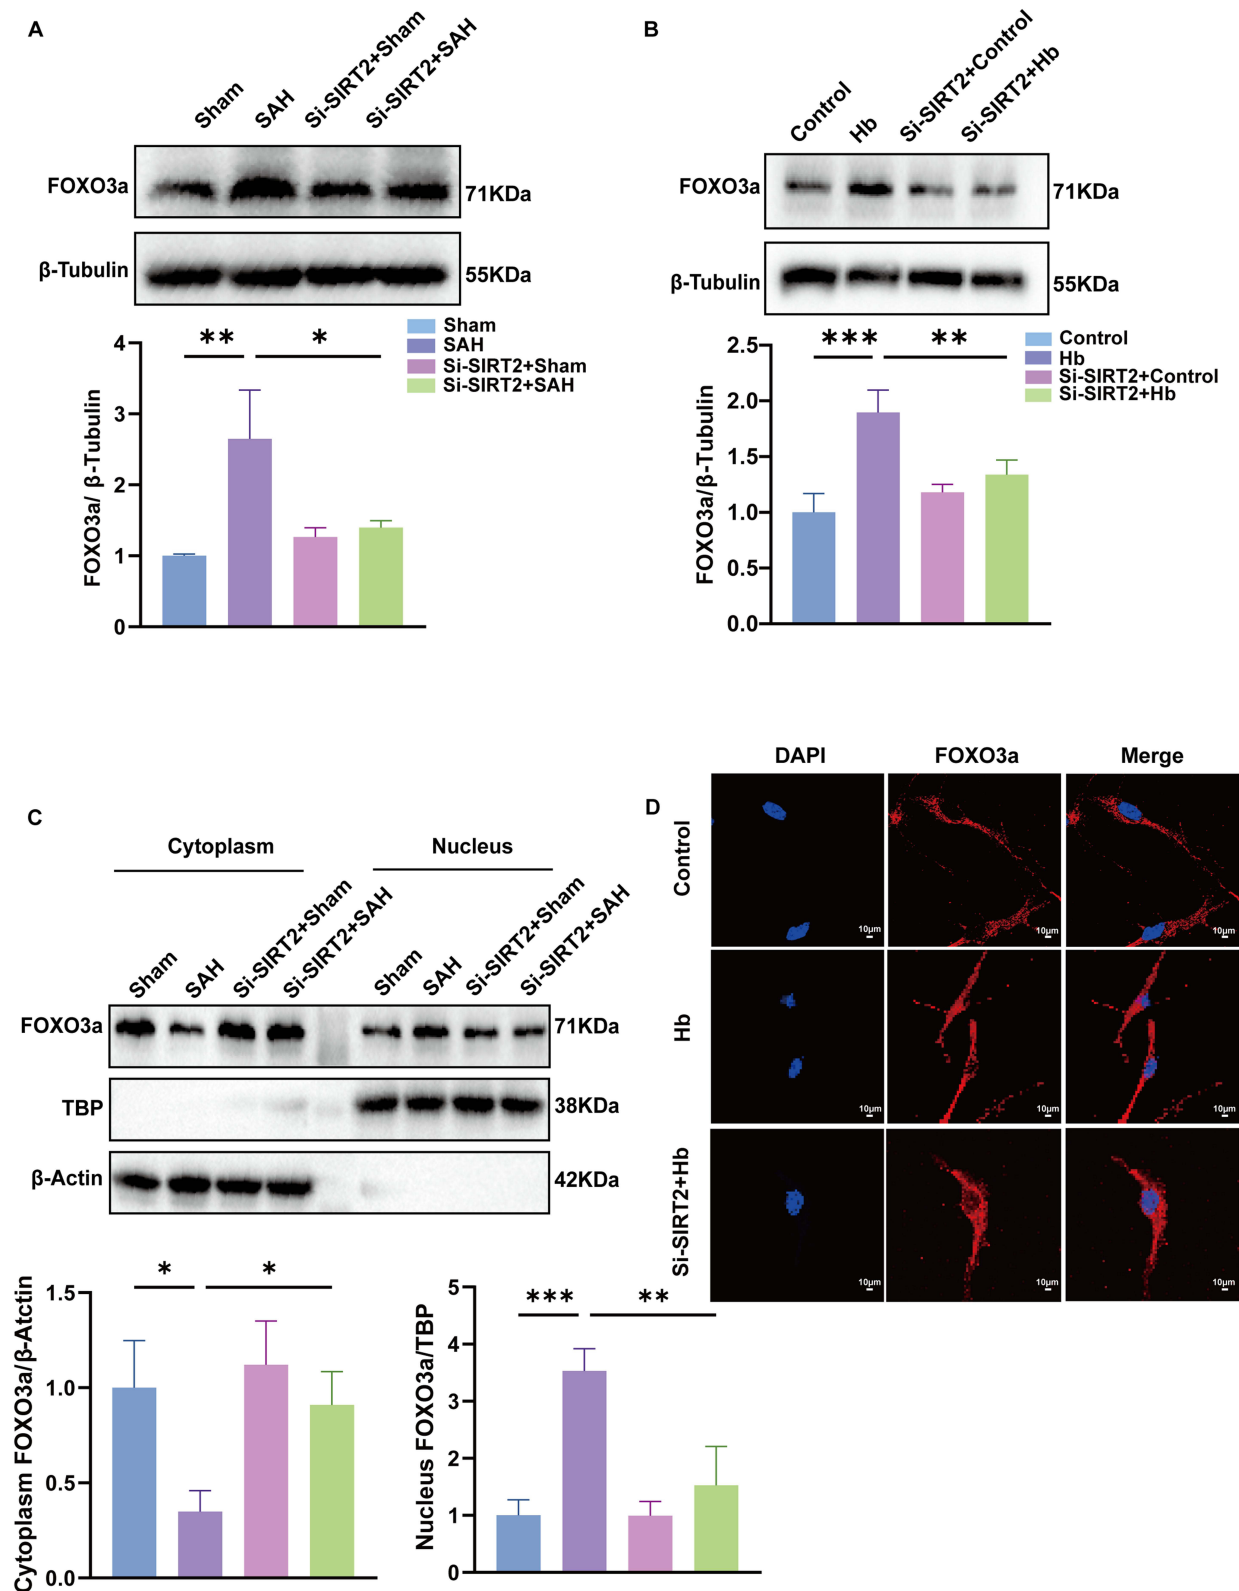 A
Sham
SAH
Si-SIRT2+Sham
Si-SIRT2+SAH
FOXO3a
71KDa
β-Tubulin
55KDa
Sham
SAH
Si-SIRT2+Sham
Si-SIRT2+SAH
** *
FOXO3a/ β-Tubulin
4
3
2
1
0
B
Control
Hb
Si-SIRT2+Control
Si-SIRT2+Hb
FOXO3a
71KDa
β-Tubulin
55KDa
Control
Hb
Si-SIRT2+Control
Si-SIRT2+Hb
*** **
FOXO3a/β-Tubulin
2.5
2.0
1.5
1.0
0.5
0.0
C
Cytoplasm Nucleus
Sham
SAH
Si-SIRT2+Sham
Si-SIRT2+SAH
Sham
SAH
Si-SIRT2+Sham
Si-SIRT2+SAH
FOXO3a
71KDa
TBP
38KDa
β-Actin
42KDa
* *
Cytoplasm FOXO3a/β-Atctin
1.5
1.0
0.5
0.0
*** **
Nucleus FOXO3a/TBP
5
4
3
2
1
0
D
DAPI FOXO3a Merge
Control
10μm 10μm 10μm
Hb
10μm 10μm 10μm
Si-SIRT2+Hb
10μm 10μm 10μm